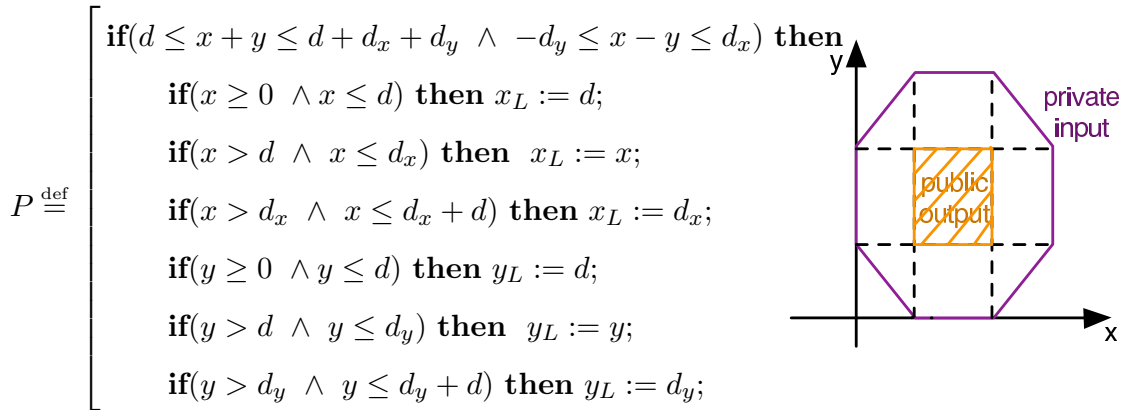 if(d ≤ x + y ≤ d + d_x + d_y ∧ −d_y ≤ x − y ≤ d_x) then
if(x ≥ 0 ∧ x ≤ d) then x_L := d;
if(x > d ∧ x ≤ d_x) then x_L := x;
if(x > d_x ∧ x ≤ d_x + d) then x_L := d_x;
if(y ≥ 0 ∧ y ≤ d) then y_L := d;
if(y > d ∧ y ≤ d_y) then y_L := y;
if(y > d_y ∧ y ≤ d_y + d) then y_L := d_y;
P def=
y
private
input
public
output
x